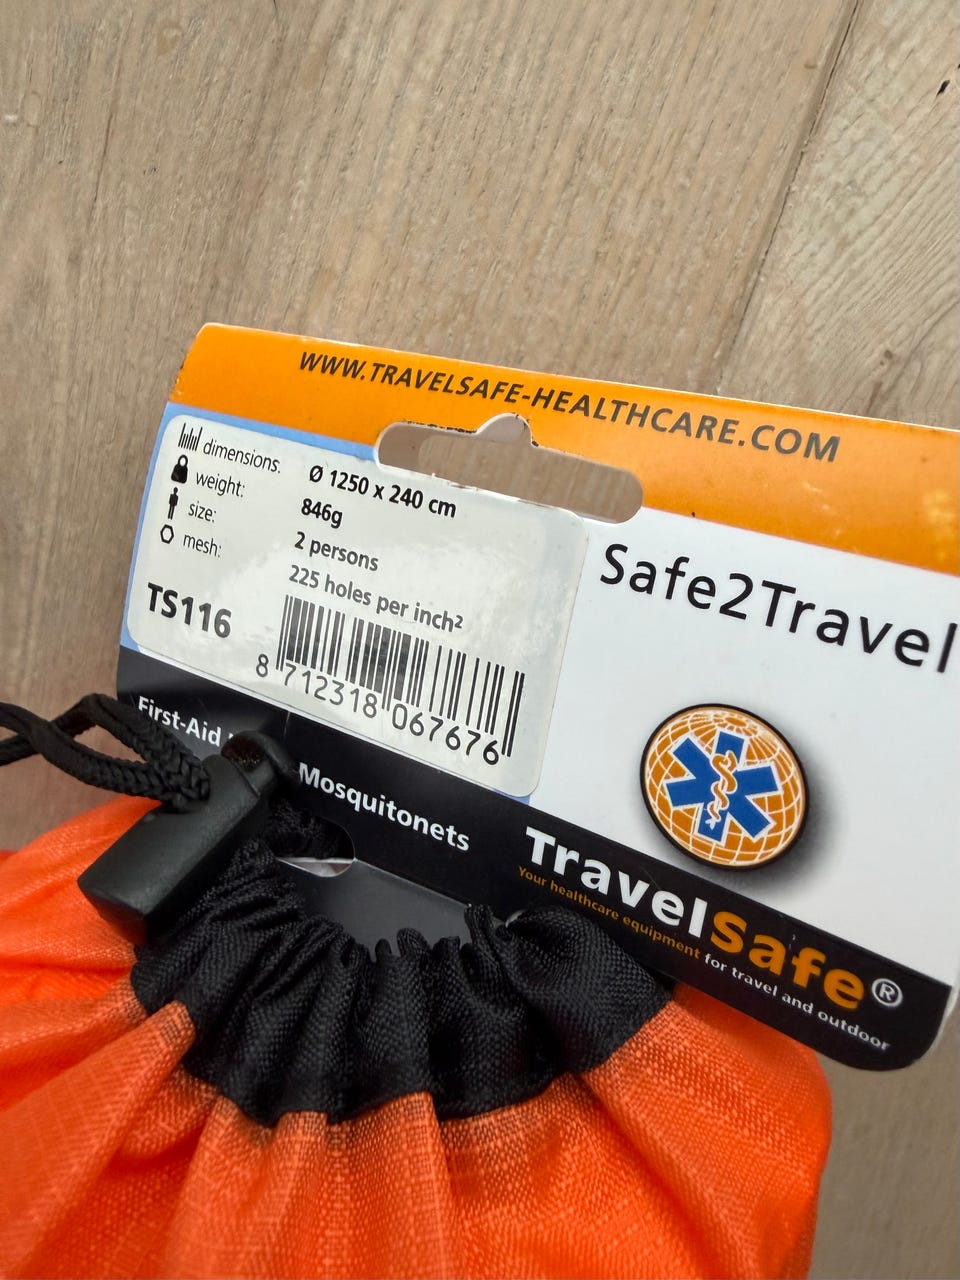 WWW.TRAVELSAFE-HEALTHCARE.COM
dimensions: Ø 1250 x 240 cm
weight: 846g
size: 2 persons
mesh: 225 holes per inch²
TS116
8 712318 067676
Safe2Travel
First-Aid
Mosquitonets
TravelSafe®
Your healthcare equipment for travel and outdoor